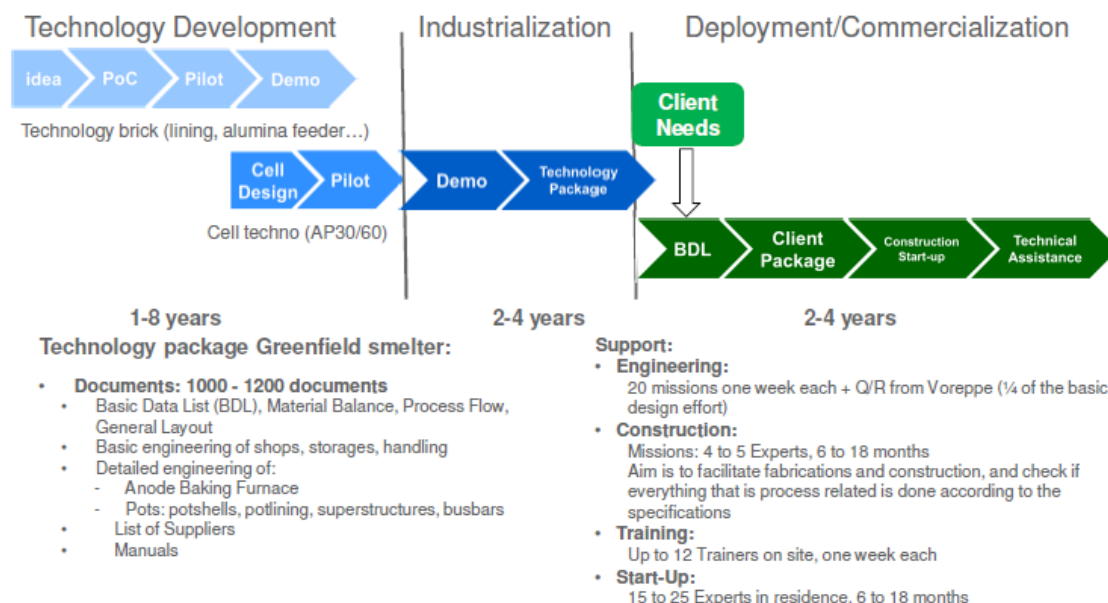 Technology Development
Industrialization
Deployment/Commercialization
idea
PoC
Pilot
Demo
Technology brick (lining, alumina feeder…)
Client
Needs
Cell
Design
Pilot
Demo
Technology
Package
Cell techno (AP30/60)
BDL
Client
Package
Construction
Start-up
Technical
Assistance
1-8 years
2-4 years
2-4 years
Technology package Greenfield smelter:
• Documents: 1000 - 1200 documents
• Basic Data List (BDL), Material Balance, Process Flow,
General Layout
• Basic engineering of shops, storages, handling
• Detailed engineering of:
- Anode Baking Furnace
- Pots: potshells, potlining, superstructures, busbars
• List of Suppliers
• Manuals
Support:
• Engineering:
20 missions one week each + Q/R from Voreppe (¼ of the basic
design effort)
• Construction:
Missions: 4 to 5 Experts, 6 to 18 months
Aim is to facilitate fabrications and construction, and check if
everything that is process related is done according to the
specifications
• Training:
Up to 12 Trainers on site, one week each
• Start-Up:
15 to 25 Experts in residence, 6 to 18 months